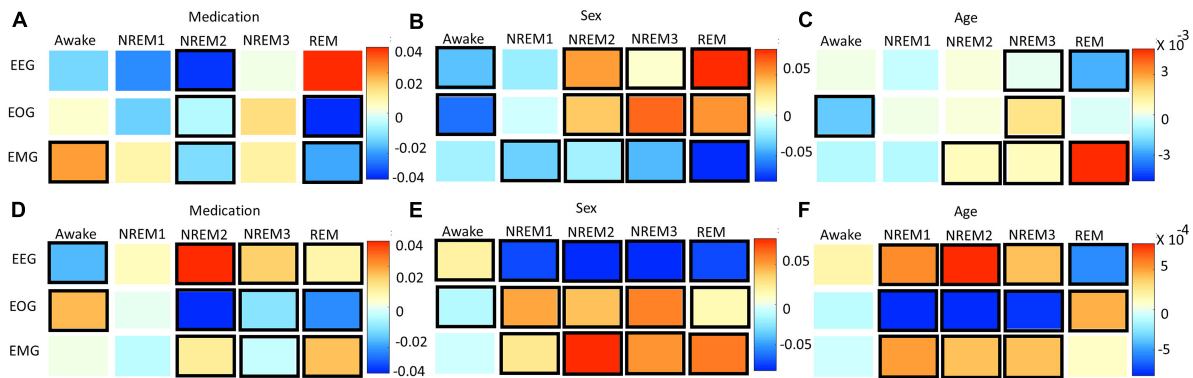 A Medication
Awake NREM1 NREM2 NREM3 REM
EEG
EOG
EMG
0.04
0.02
0
-0.02
-0.04
B Sex
Awake NREM1 NREM2 NREM3 REM
0.05
0
-0.05
C Age
Awake NREM1 NREM2 NREM3 REM
X 10-3
3
0
-3
D Medication
Awake NREM1 NREM2 NREM3 REM
EEG
EOG
EMG
0.04
0.02
0
-0.02
-0.04
E Sex
Awake NREM1 NREM2 NREM3 REM
0.05
0
-0.05
F Age
Awake NREM1 NREM2 NREM3 REM
X 10-4
5
0
-5